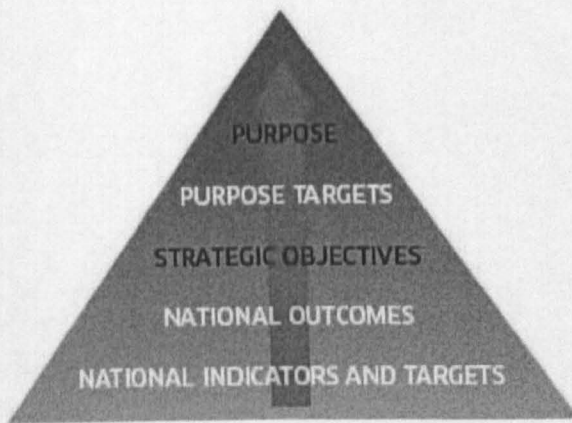 PURPOSE
PURPOSE TARGETS
STRATEGIC OBJECTIVES
NATIONAL OUTCOMES
NATIONAL INDICATORS AND TARGETS